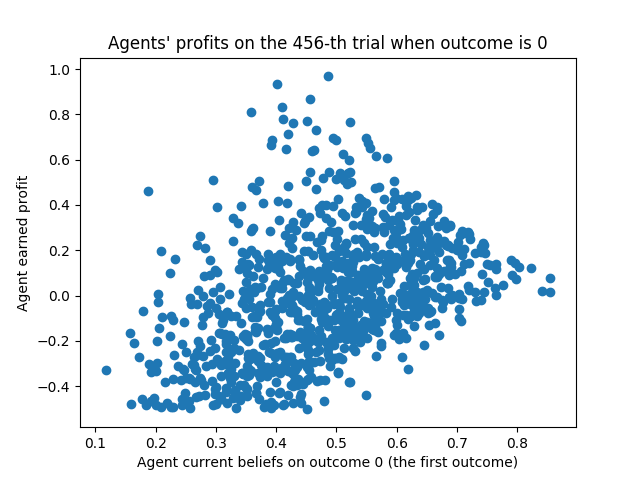 Agents' profits on the 456-th trial when outcome is 0
1.0
0.8
0.6
0.4
0.2
0.0
−0.2
−0.4
Agent earned profit
0.1 0.2 0.3 0.4 0.5 0.6 0.7 0.8
Agent current beliefs on outcome 0 (the first outcome)